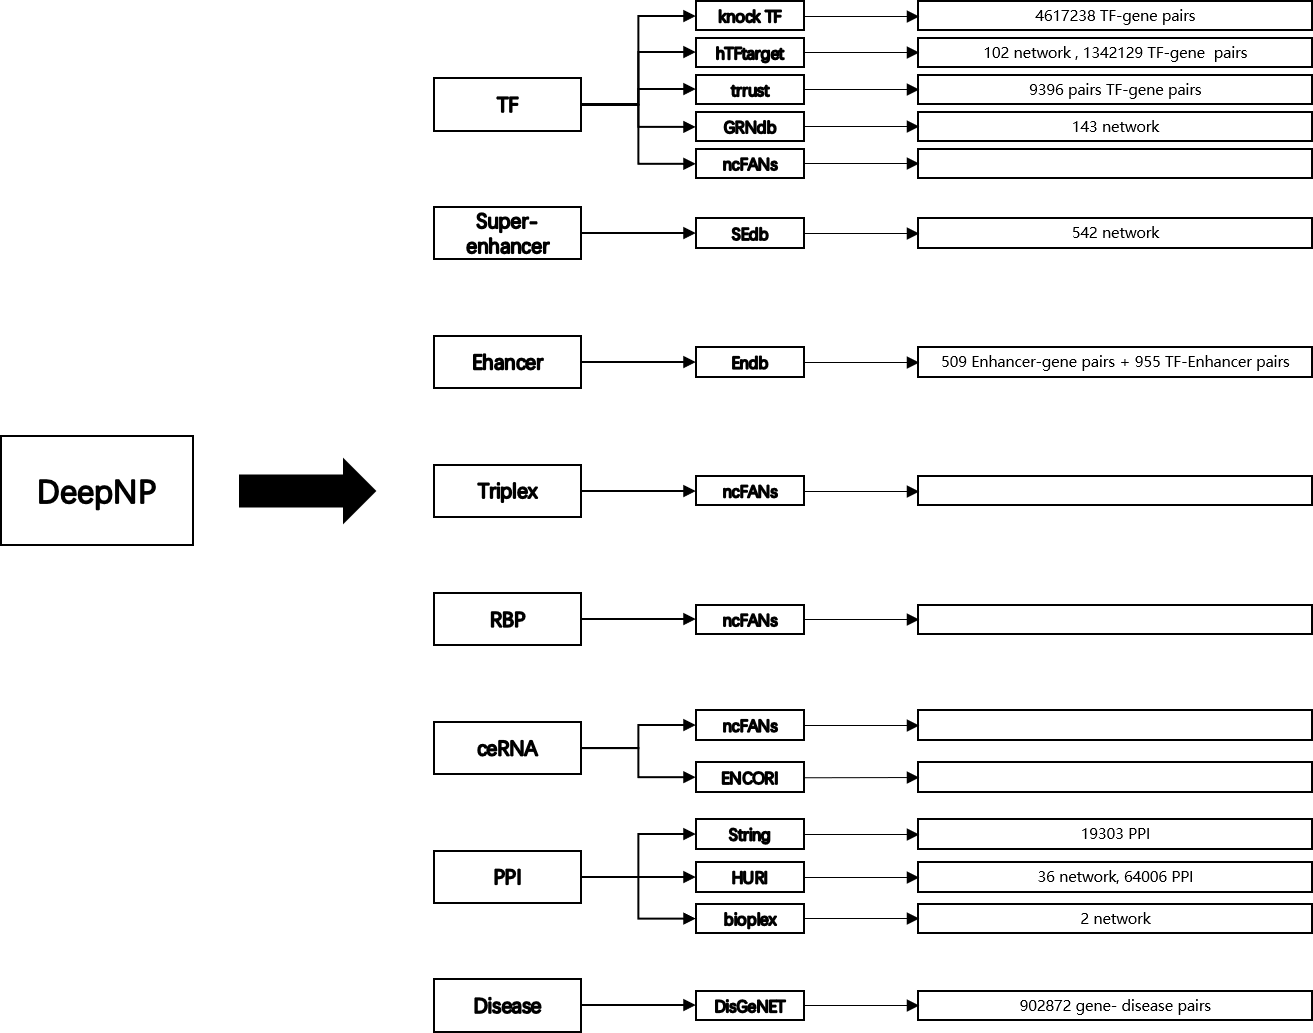 DeepNP
TF
knock TF
4617238 TF-gene pairs
hTFtarget
102 network , 1342129 TF-gene  pairs
trrust
9396 pairs TF-gene pairs
GRNdb
143 network
ncFANs
Super-
enhancer
SEdb
542 network
Ehancer
Endb
509 Enhancer-gene pairs + 955 TF-Enhancer pairs
Triplex
ncFANs
RBP
ncFANs
ceRNA
ncFANs
ENCORI
PPI
String
19303 PPI
HURI
36 network, 64006 PPI
bioplex
2 network
Disease
DisGeNET
902872 gene- disease pairs